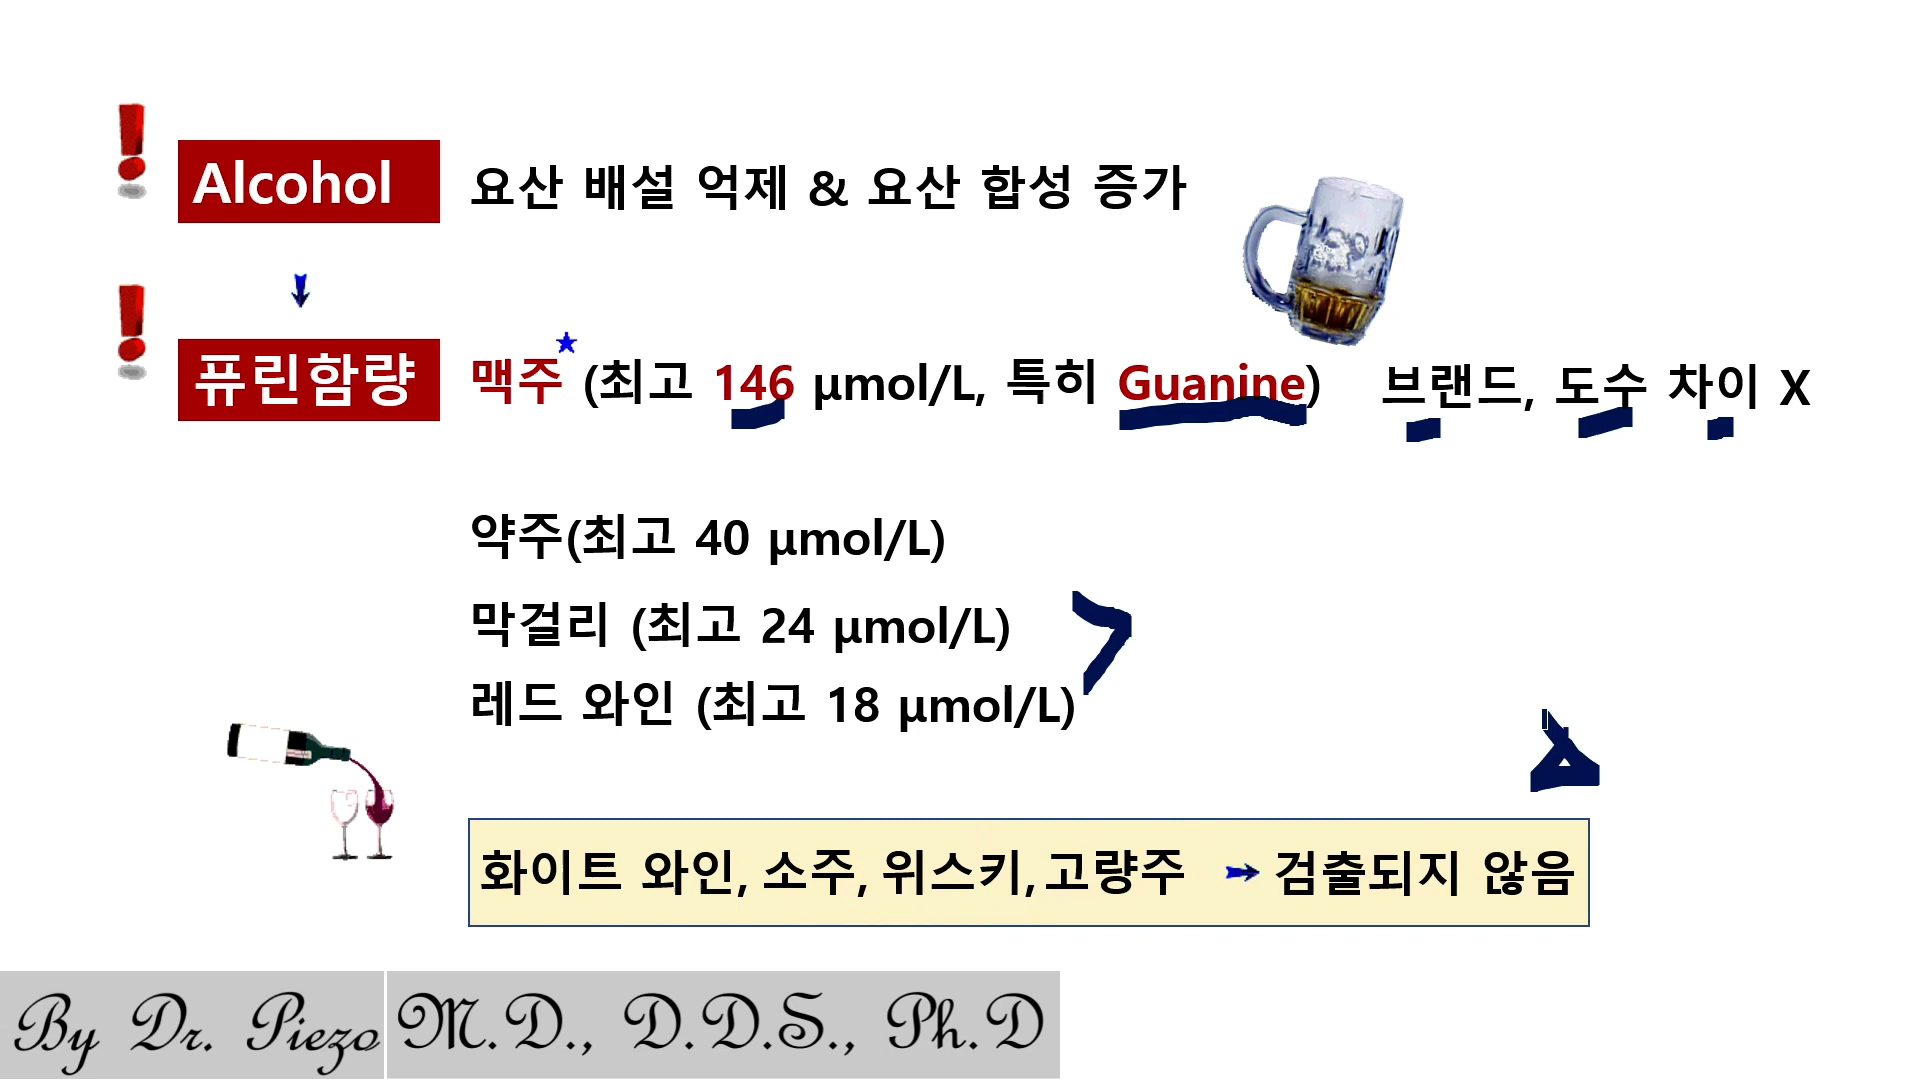 Alcohol 요산 배설 억제 & 요산 합성 증가
퓨린함량 맥주 (최고 146 μmol/L, 특히 Guanine) 브랜드, 도수 차이 X
약주(최고 40 μmol/L)
막걸리 (최고 24 μmol/L)
레드 와인 (최고 18 μmol/L)
화이트 와인, 소주, 위스키, 고량주 검출되지 않음
By Dr. Piezo M.D., D.D.S., Ph.D